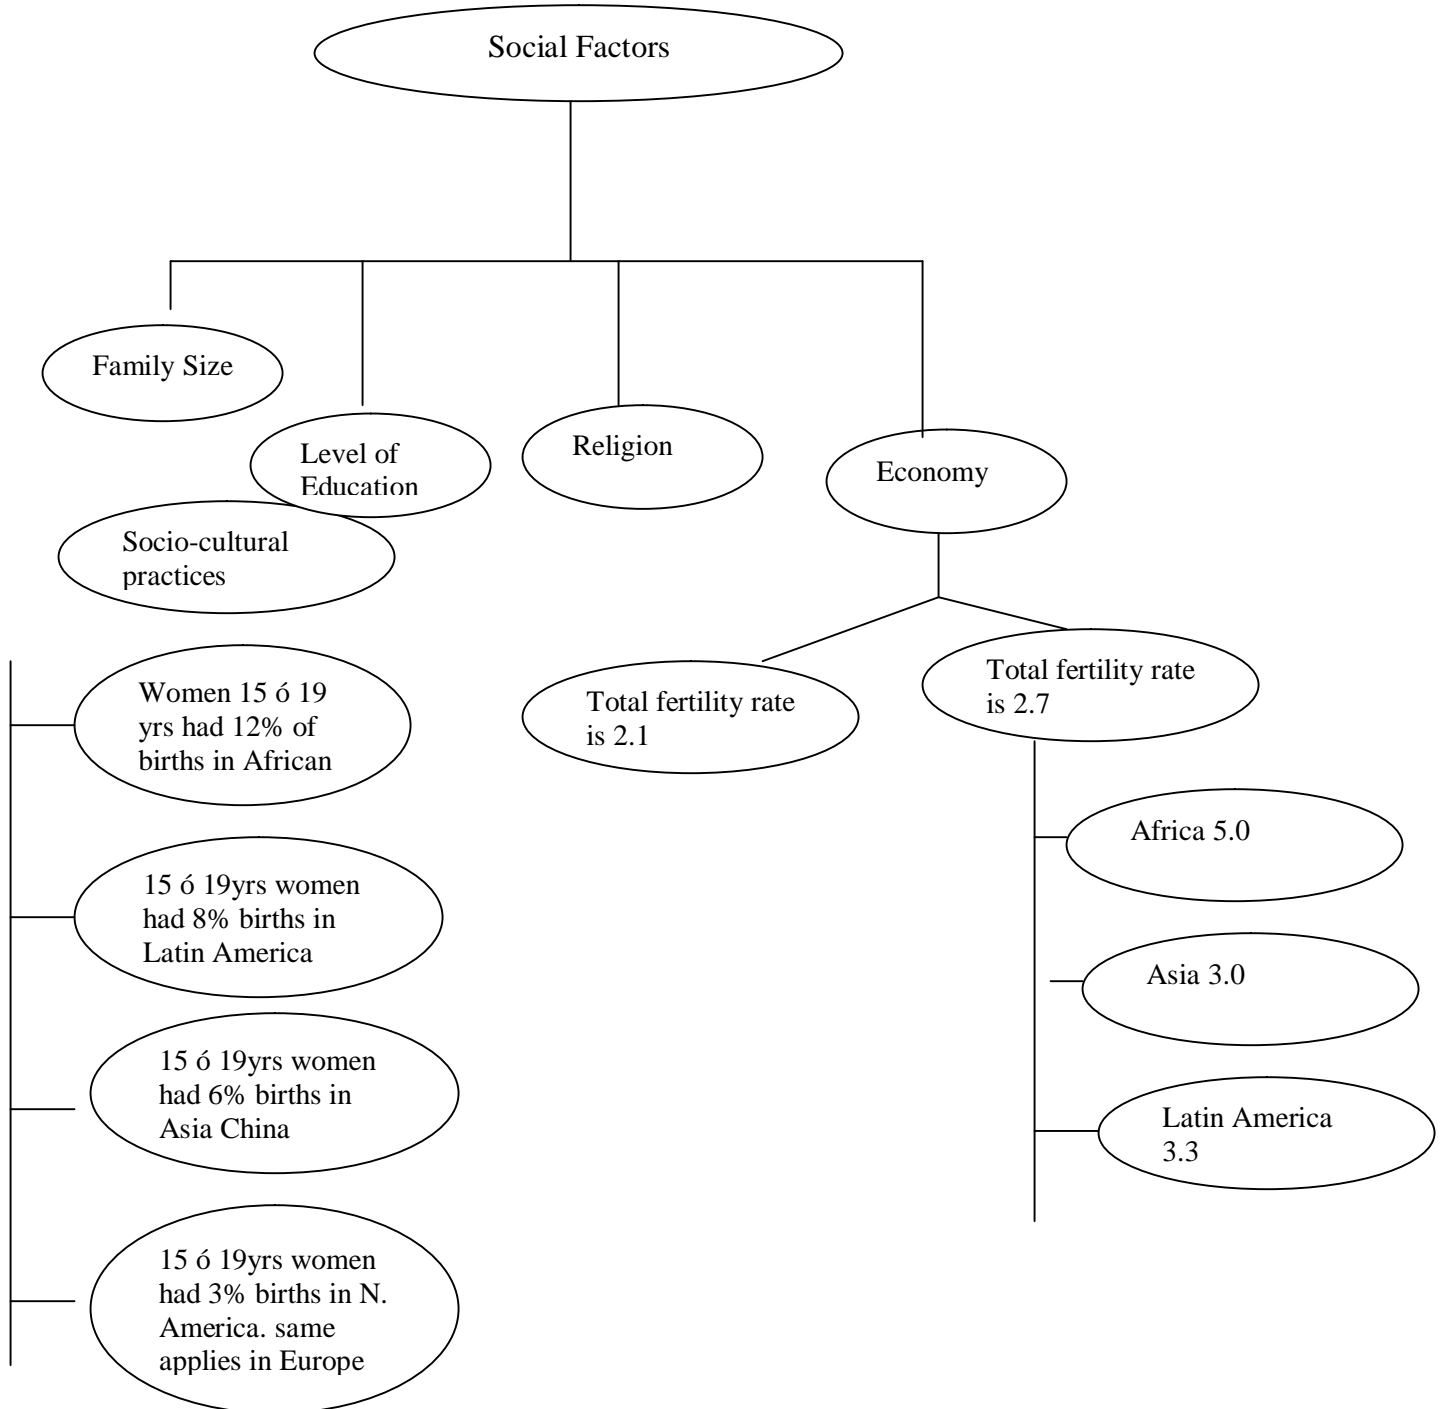 Social Factors
Family Size
Level of
Education
Religion
Economy
Socio-cultural
practices
Women 15 ó 19
yrs had 12% of
births in African
15 ó 19yrs women
had 8% births in
Latin America
15 ó 19yrs women
had 6% births in
Asia China
15 ó 19yrs women
had 3% births in N.
America. same
applies in Europe
Total fertility rate
is 2.1
Total fertility rate
is 2.7
Africa 5.0
Asia 3.0
Latin America
3.3